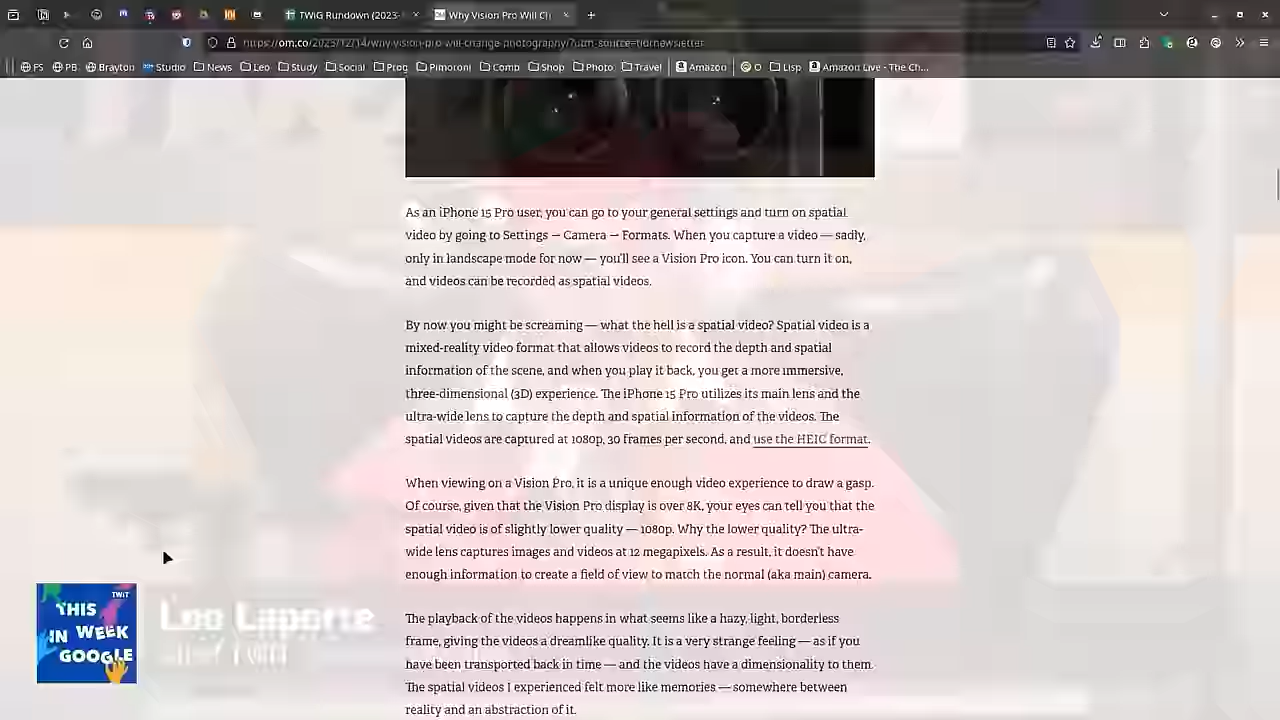 TWiG Rundown (2023-
Why Vision Pro Will Ch
https://om.co/2023/12/14/why-vision-pro-will-change-photography/?utm_source=tldrnewsletter
FS PB Brayton Studio News Leo Study Social Prog Pimoroni Comp Shop Photo Travel Amazon O Lisp Amazon Live - The Ch...
As an iPhone 15 Pro user, you can go to your general settings and turn on spatial
video by going to Settings — Camera — Formats. When you capture a video — sadly,
only in landscape mode for now — you'll see a Vision Pro icon. You can turn it on,
and videos can be recorded as spatial videos.
By now you might be screaming — what the hell is a spatial video? Spatial video is a
mixed-reality video format that allows videos to record the depth and spatial
information of the scene, and when you play it back, you get a more immersive,
three-dimensional (3D) experience. The iPhone 15 Pro utilizes its main lens and the
ultra-wide lens to capture the depth and spatial information of the videos. The
spatial videos are captured at 1080p, 30 frames per second, and use the HEIC format.
When viewing on a Vision Pro, it is a unique enough video experience to draw a gasp.
Of course, given that the Vision Pro display is over 8K, your eyes can tell you that the
spatial video is of slightly lower quality — 1080p. Why the lower quality? The ultra-
wide lens captures images and videos at 12 megapixels. As a result, it doesn't have
enough information to create a field of view to match the normal (aka main) camera.
The playback of the videos happens in what seems like a hazy, light, borderless
frame, giving the videos a dreamlike quality. It is a very strange feeling — as if you
have been transported back in time — and the videos have a dimensionality to them.
The spatial videos I experienced felt more like memories — somewhere between
reality and an abstraction of it.
TWiT
THIS
IN WEEK
GOOGLE
Leo Laporte